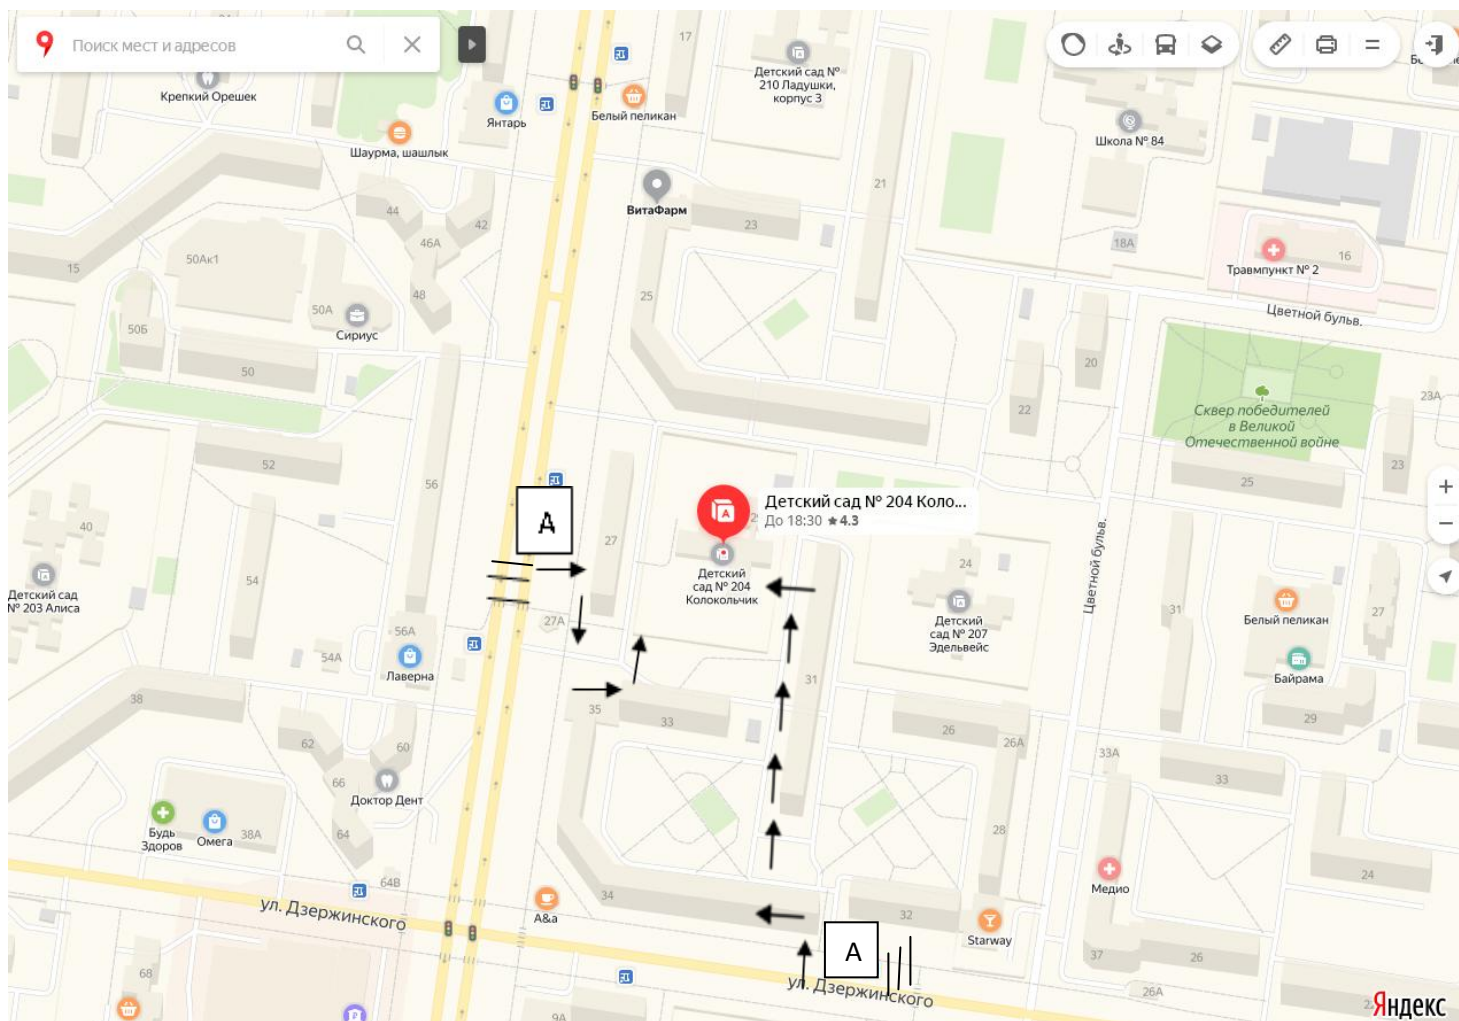 Поиск мест и адресов
17
Детский сад №
210 Ладушки,
корпус 3
Крепкий Орешек
Янтарь
Белый пеликан
Шаурма, шашлык
Школа № 84
21
ВитаФарм
44
42
23
46А
18А
16
Травмпункт № 2
50Ак1
15
48
25
50А
Сириус
50Б
Цветной бульв.
50
20
22
Сквер победителей
в Великой
Отечественной войне
23А
52
56
23
25
Детский сад № 204 Коло...
До 18:30 ★4.3
А
Д
40
27
24
Детский
сад № 204
Колокольчик
Детский сад
№ 203 Алиса
54
Цветной бульв.
Детский
сад № 207
Эдельвейс
31
Белый пеликан
27
27А
56А
54А
Лаверна
Байрама
31
38
35
33
26
26А
29
62
60
33А
33
66
Доктор Дент
Будь
Здоров
Омега
38А
64
28
Медио
24
64В
34
ул. Дзержинского
А&а
32
Starway
А
37
26
68
ул. Дзержинского
26А
9А
Яндекс